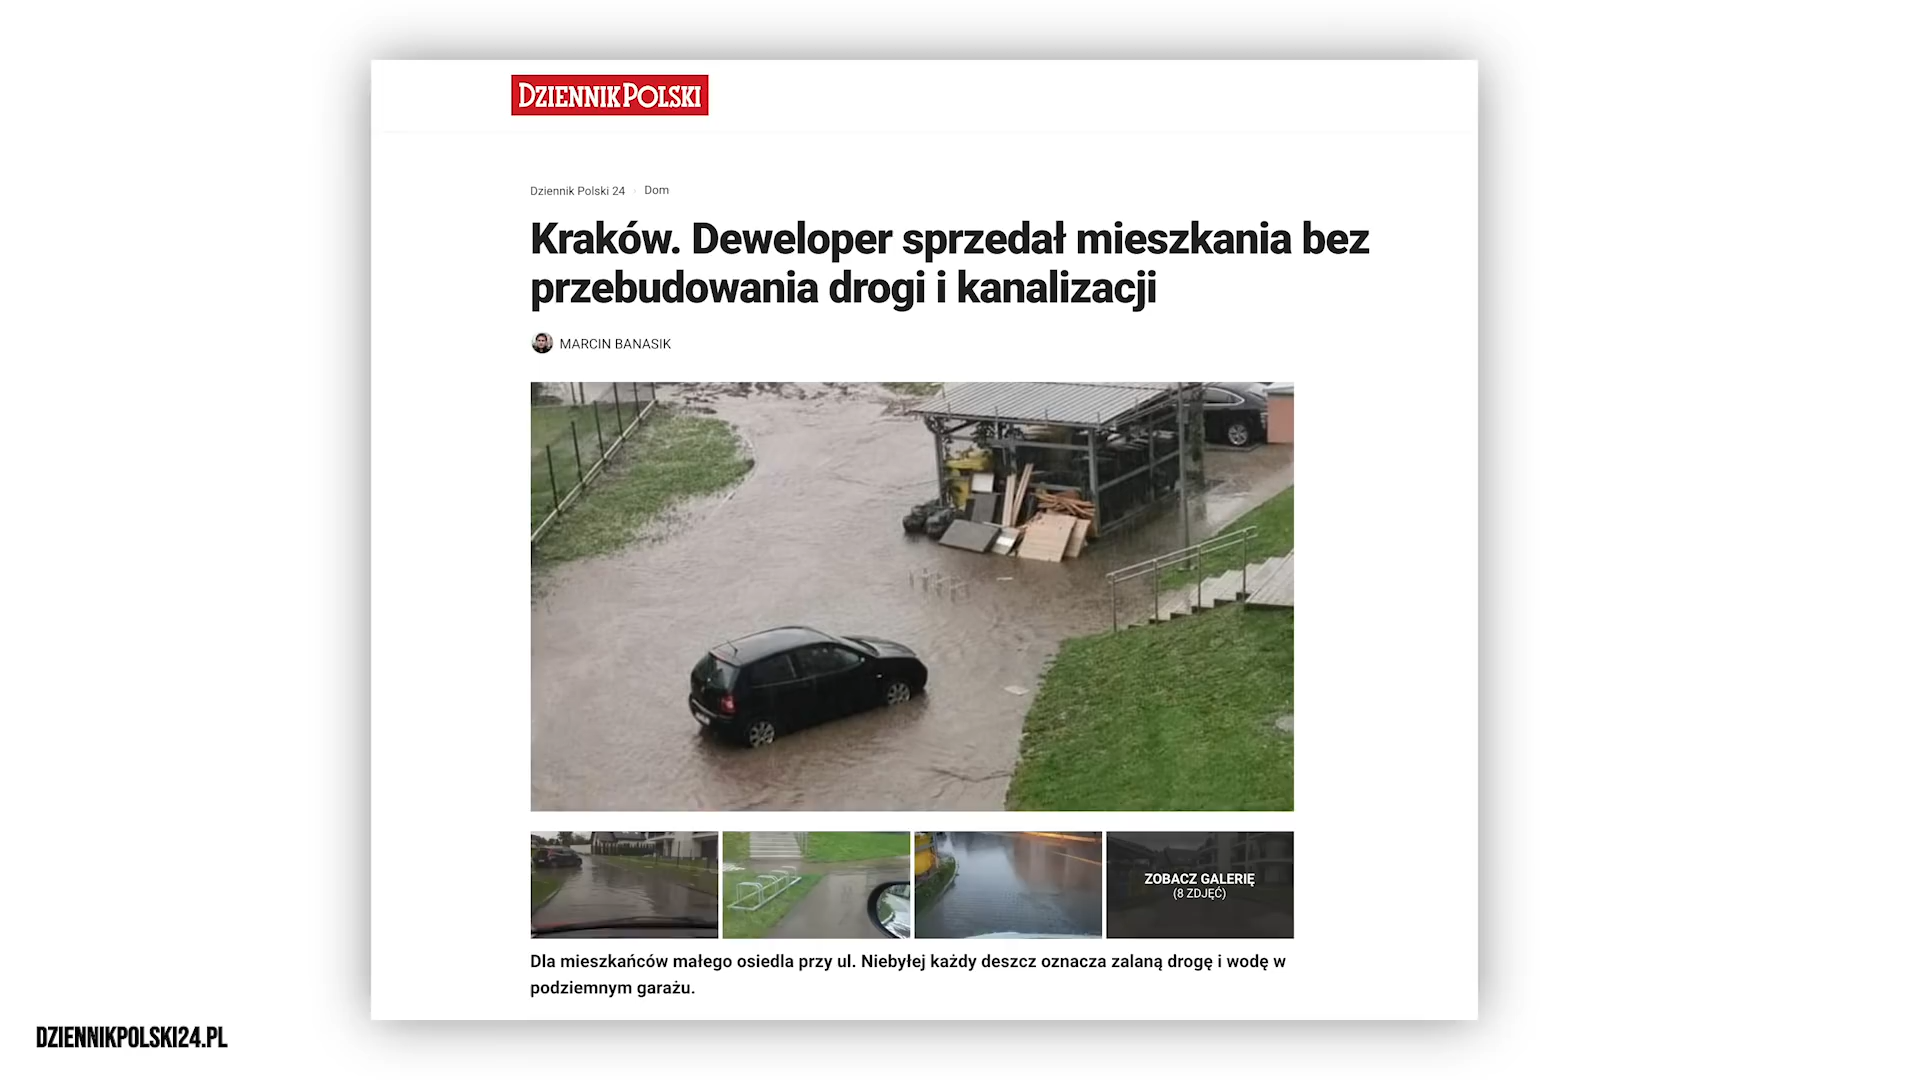 DZIENNIK POLSKI
Dziennik Polski 24 › Dom
Kraków. Deweloper sprzedał mieszkania bez
przebudowania drogi i kanalizacji
MARCIN BANASIK
ZOBACZ GALERIĘ
(8 ZDJĘĆ)
Dla mieszkańców małego osiedla przy ul. Niebyłej każdy deszcz oznacza zalaną drogę i wodę w
podziemnym garażu.
DZIENNIKPOLSKI24.PL